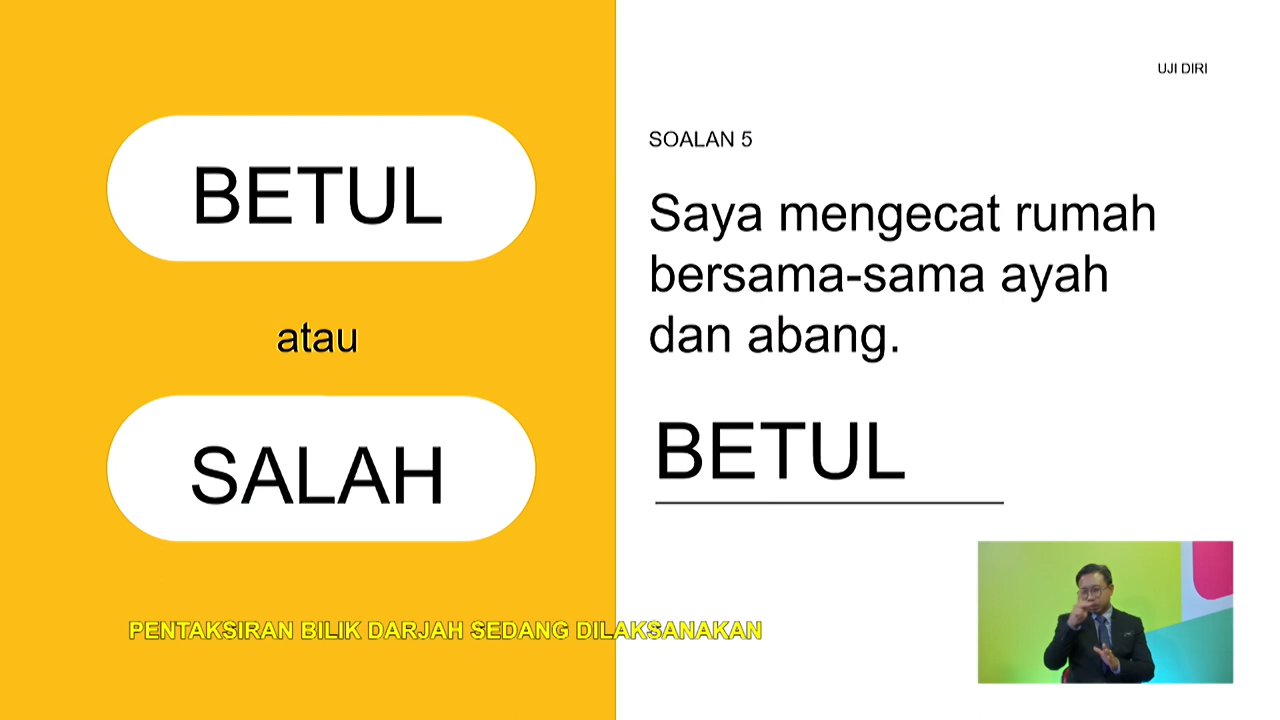 BETUL
atau
SALAH
UJI DIRI
SOALAN 5
Saya mengecat rumah
bersama-sama ayah
dan abang.
BETUL
PENTAKSIRAN BILIK DARJAH SEDANG DILAKSANAKAN